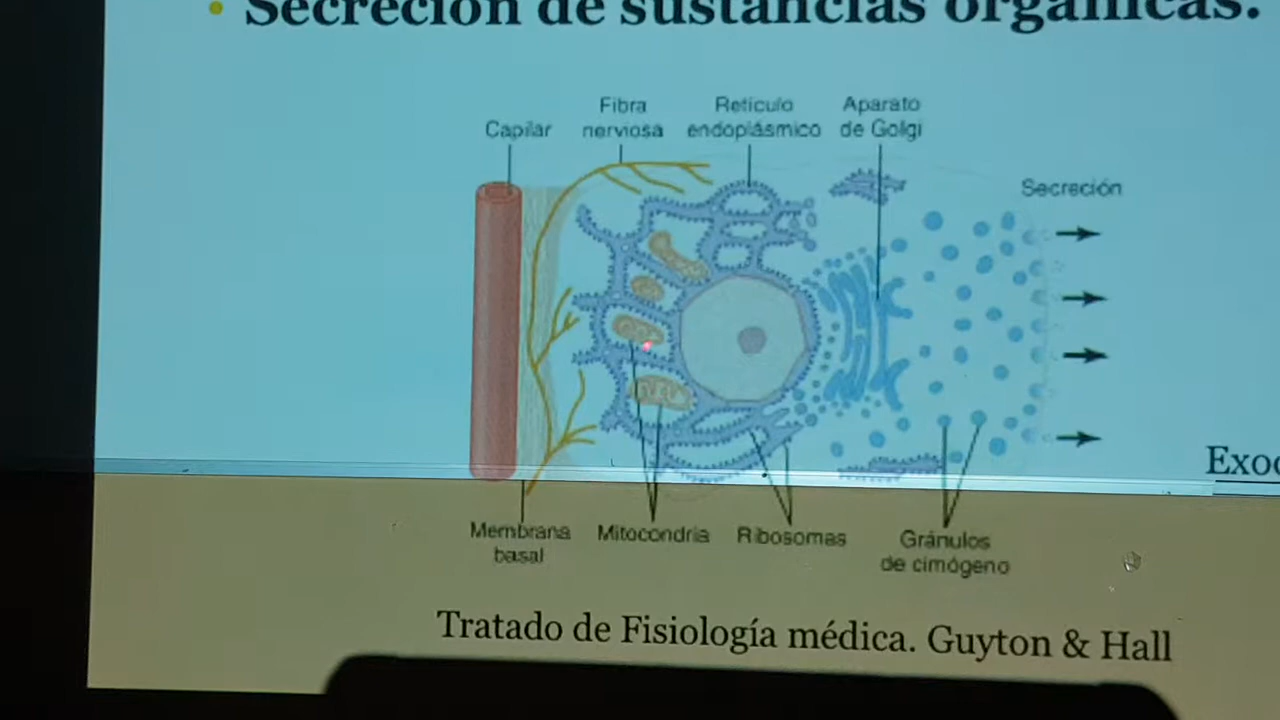 • Secreción de sustancias orgánicas.
Fibra
nerviosa
Retículo
endoplásmico
Aparato
de Golgi
Capilar
Secreción
Membrana
basal
Mitocondria
Ribosomas
Gránulos
de cimógeno
Tratado de Fisiología médica. Guyton & Hall